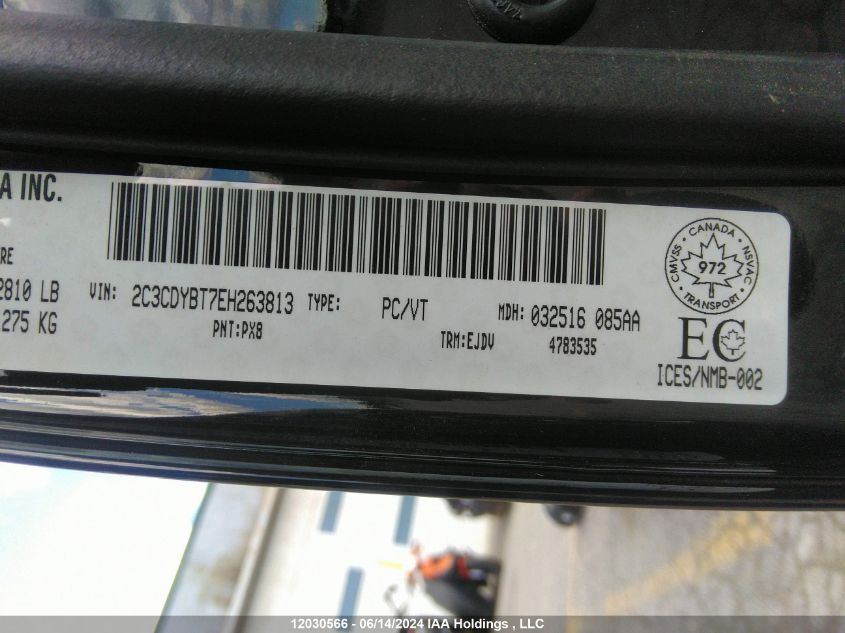 A INC.
RE
2810 LB
275 KG
VIN: 2C3CDYBT7EH263813 TYPE: PC/VT MDH: 032516 085AA
PNT:PX8 TRM:EJDV 4783535
CANADA
CMVSS 972 NSVAC
TRANSPORT
EC
ICES/NMB-002
12030566 - 06/14/2024 IAA Holdings , LLC